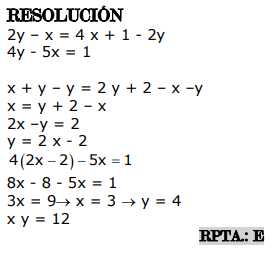 RESOLUCIÓN
2y – x = 4 x + 1 - 2y
4y - 5x = 1
x + y – y = 2 y + 2 – x –y
x = y + 2 – x
2x –y = 2
y = 2 x - 2
4(2x – 2) – 5x = 1
8x - 8 - 5x = 1
3x = 9→ x = 3 → y = 4
x y = 12
RPTA.: E